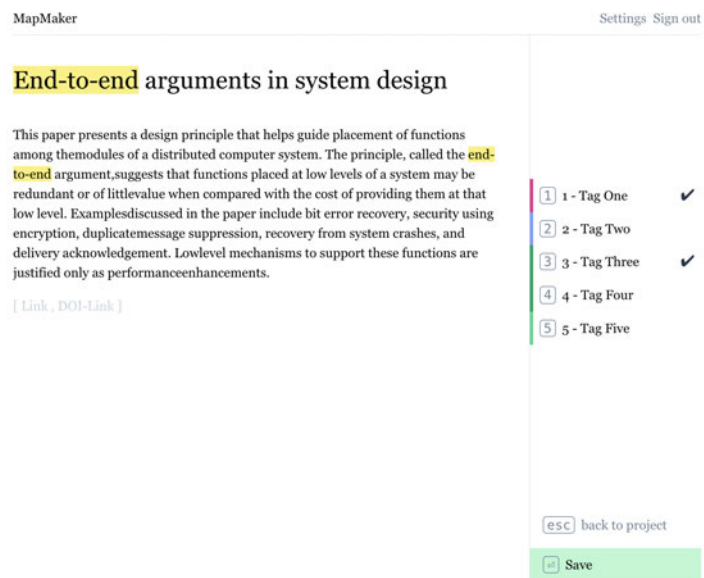 MapMaker
Settings Sign out
End-to-end arguments in system design
This paper presents a design principle that helps guide placement of functions
among themodules of a distributed computer system. The principle, called the end-
to-end argument,suggests that functions placed at low levels of a system may be
redundant or of littlevalue when compared with the cost of providing them at that
low level. Examplesdiscussed in the paper include bit error recovery, security using
encryption, duplicatemessage suppression, recovery from system crashes, and
delivery acknowledgement. Lowlevel mechanisms to support these functions are
justified only as performanceenhancements.
[ Link , DOI-Link ]
1 1 - Tag One ✔
2 2 - Tag Two
3 3 - Tag Three ✔
4 4 - Tag Four
5 5 - Tag Five
esc back to project
⏎ Save